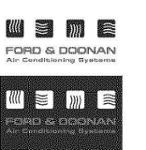 FORD & DOONAN
Air Conditioning Systems
FORD & DOONAN
Air Conditioning Systems